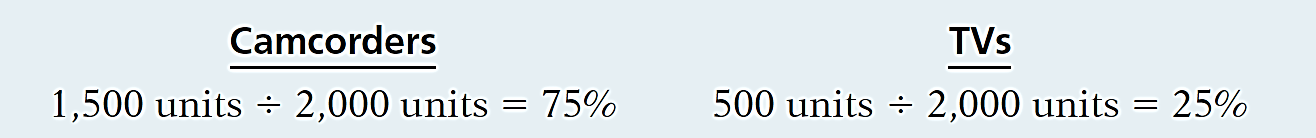 Camcorders TVs
1,500 units ÷ 2,000 units = 75% 500 units ÷ 2,000 units = 25%